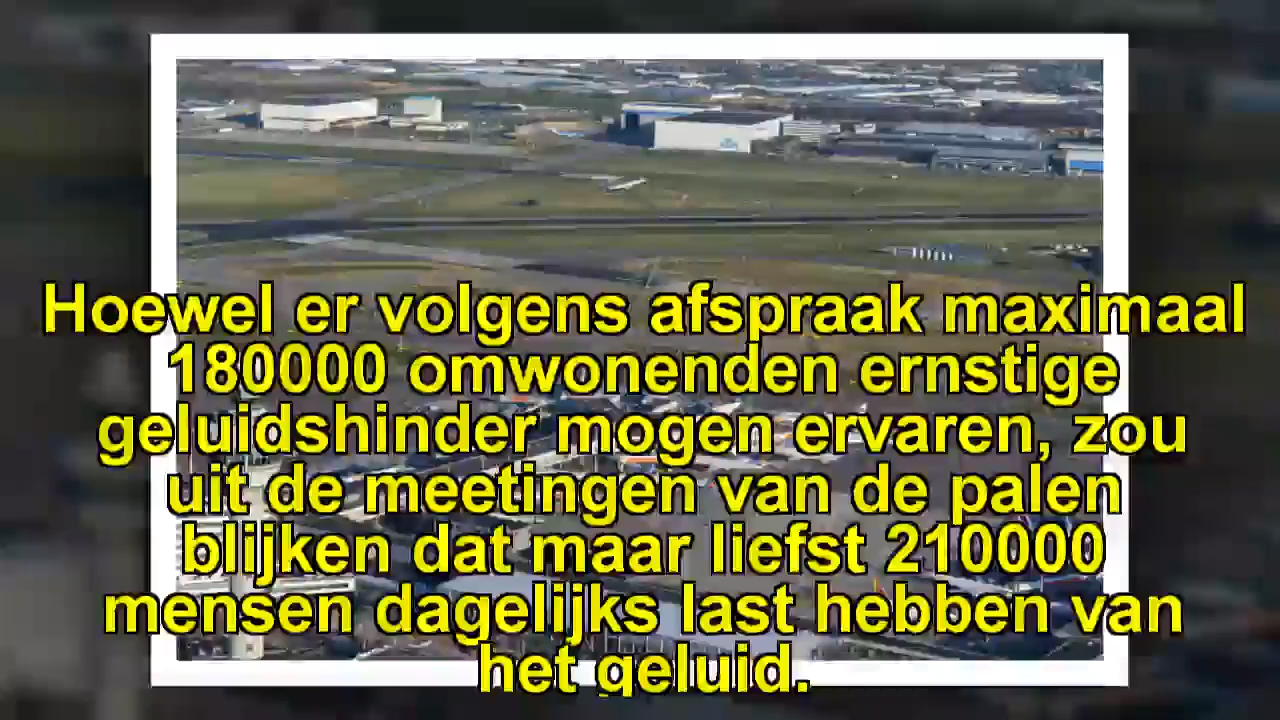 Hoewel er volgens afspraak maximaal
180000 omwonenden ernstige
geluidshinder mogen ervaren, zou
uit de meetingen van de palen
blijken dat maar liefst 210000
mensen dagelijks last hebben van
het geluid.